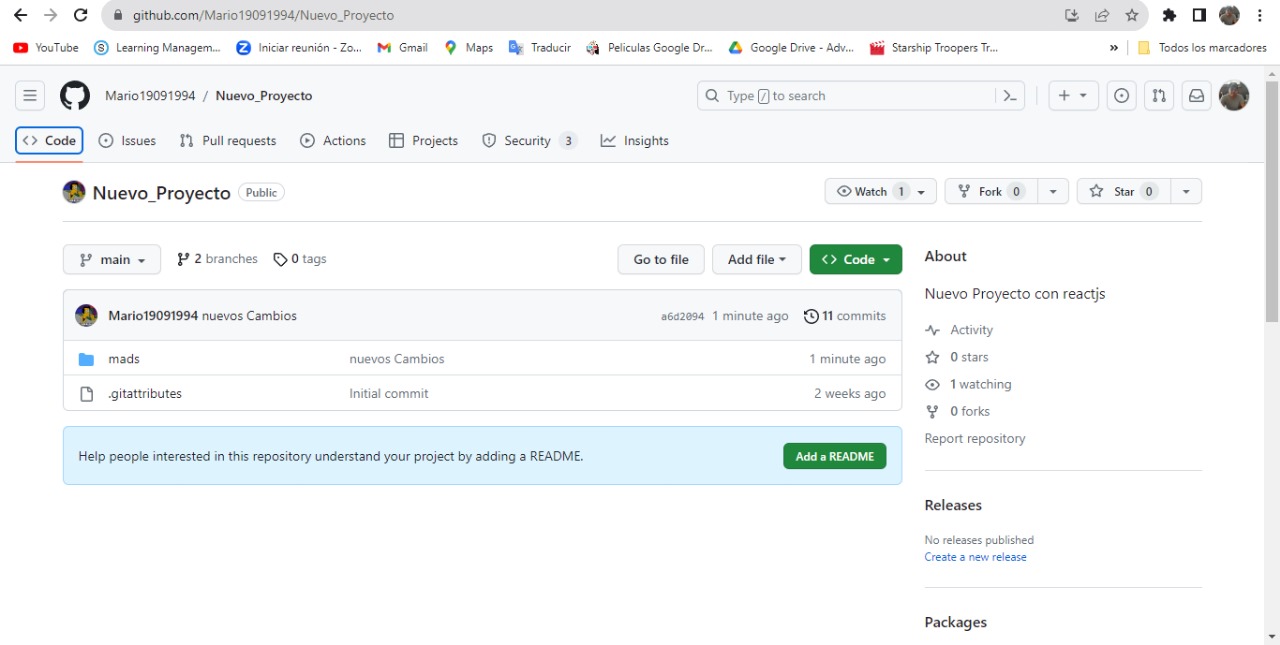 github.com/Mario19091994/Nuevo_Proyecto
YouTube Learning Managem... Iniciar reunión - Zo... Gmail Maps Traducir Peliculas Google Dr... Google Drive - Adv... Starship Troopers Tr... » Todos los marcadores
Mario19091994 / Nuevo_Proyecto Type / to search
Code Issues Pull requests Actions Projects Security 3 Insights
Nuevo_Proyecto Public Watch 1 Fork 0 Star 0
main 2 branches 0 tags Go to file Add file Code
Mario19091994 nuevos Cambios a6d2094 1 minute ago 11 commits
mads nuevos Cambios 1 minute ago
.gitattributes Initial commit 2 weeks ago
Help people interested in this repository understand your project by adding a README. Add a README
About
Nuevo Proyecto con reactjs
Activity
0 stars
1 watching
0 forks
Report repository
Releases
No releases published
Create a new release
Packages